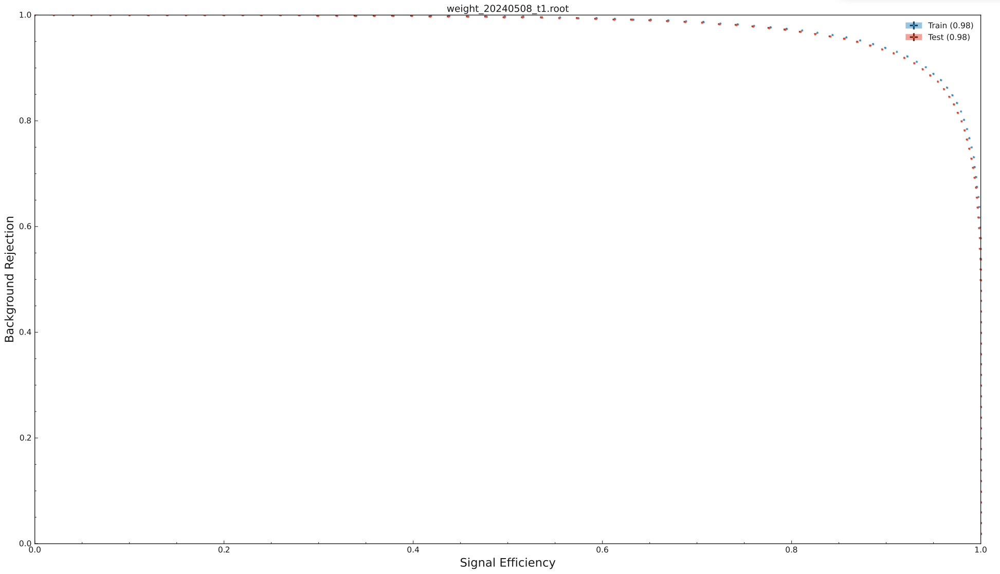 weight_20240508_t1.root
1.0
0.8
0.6
0.4
0.2
0.0
Background Rejection
Train (0.98)
Test (0.98)
0.0 0.2 0.4 0.6 0.8 1.0
Signal Efficiency